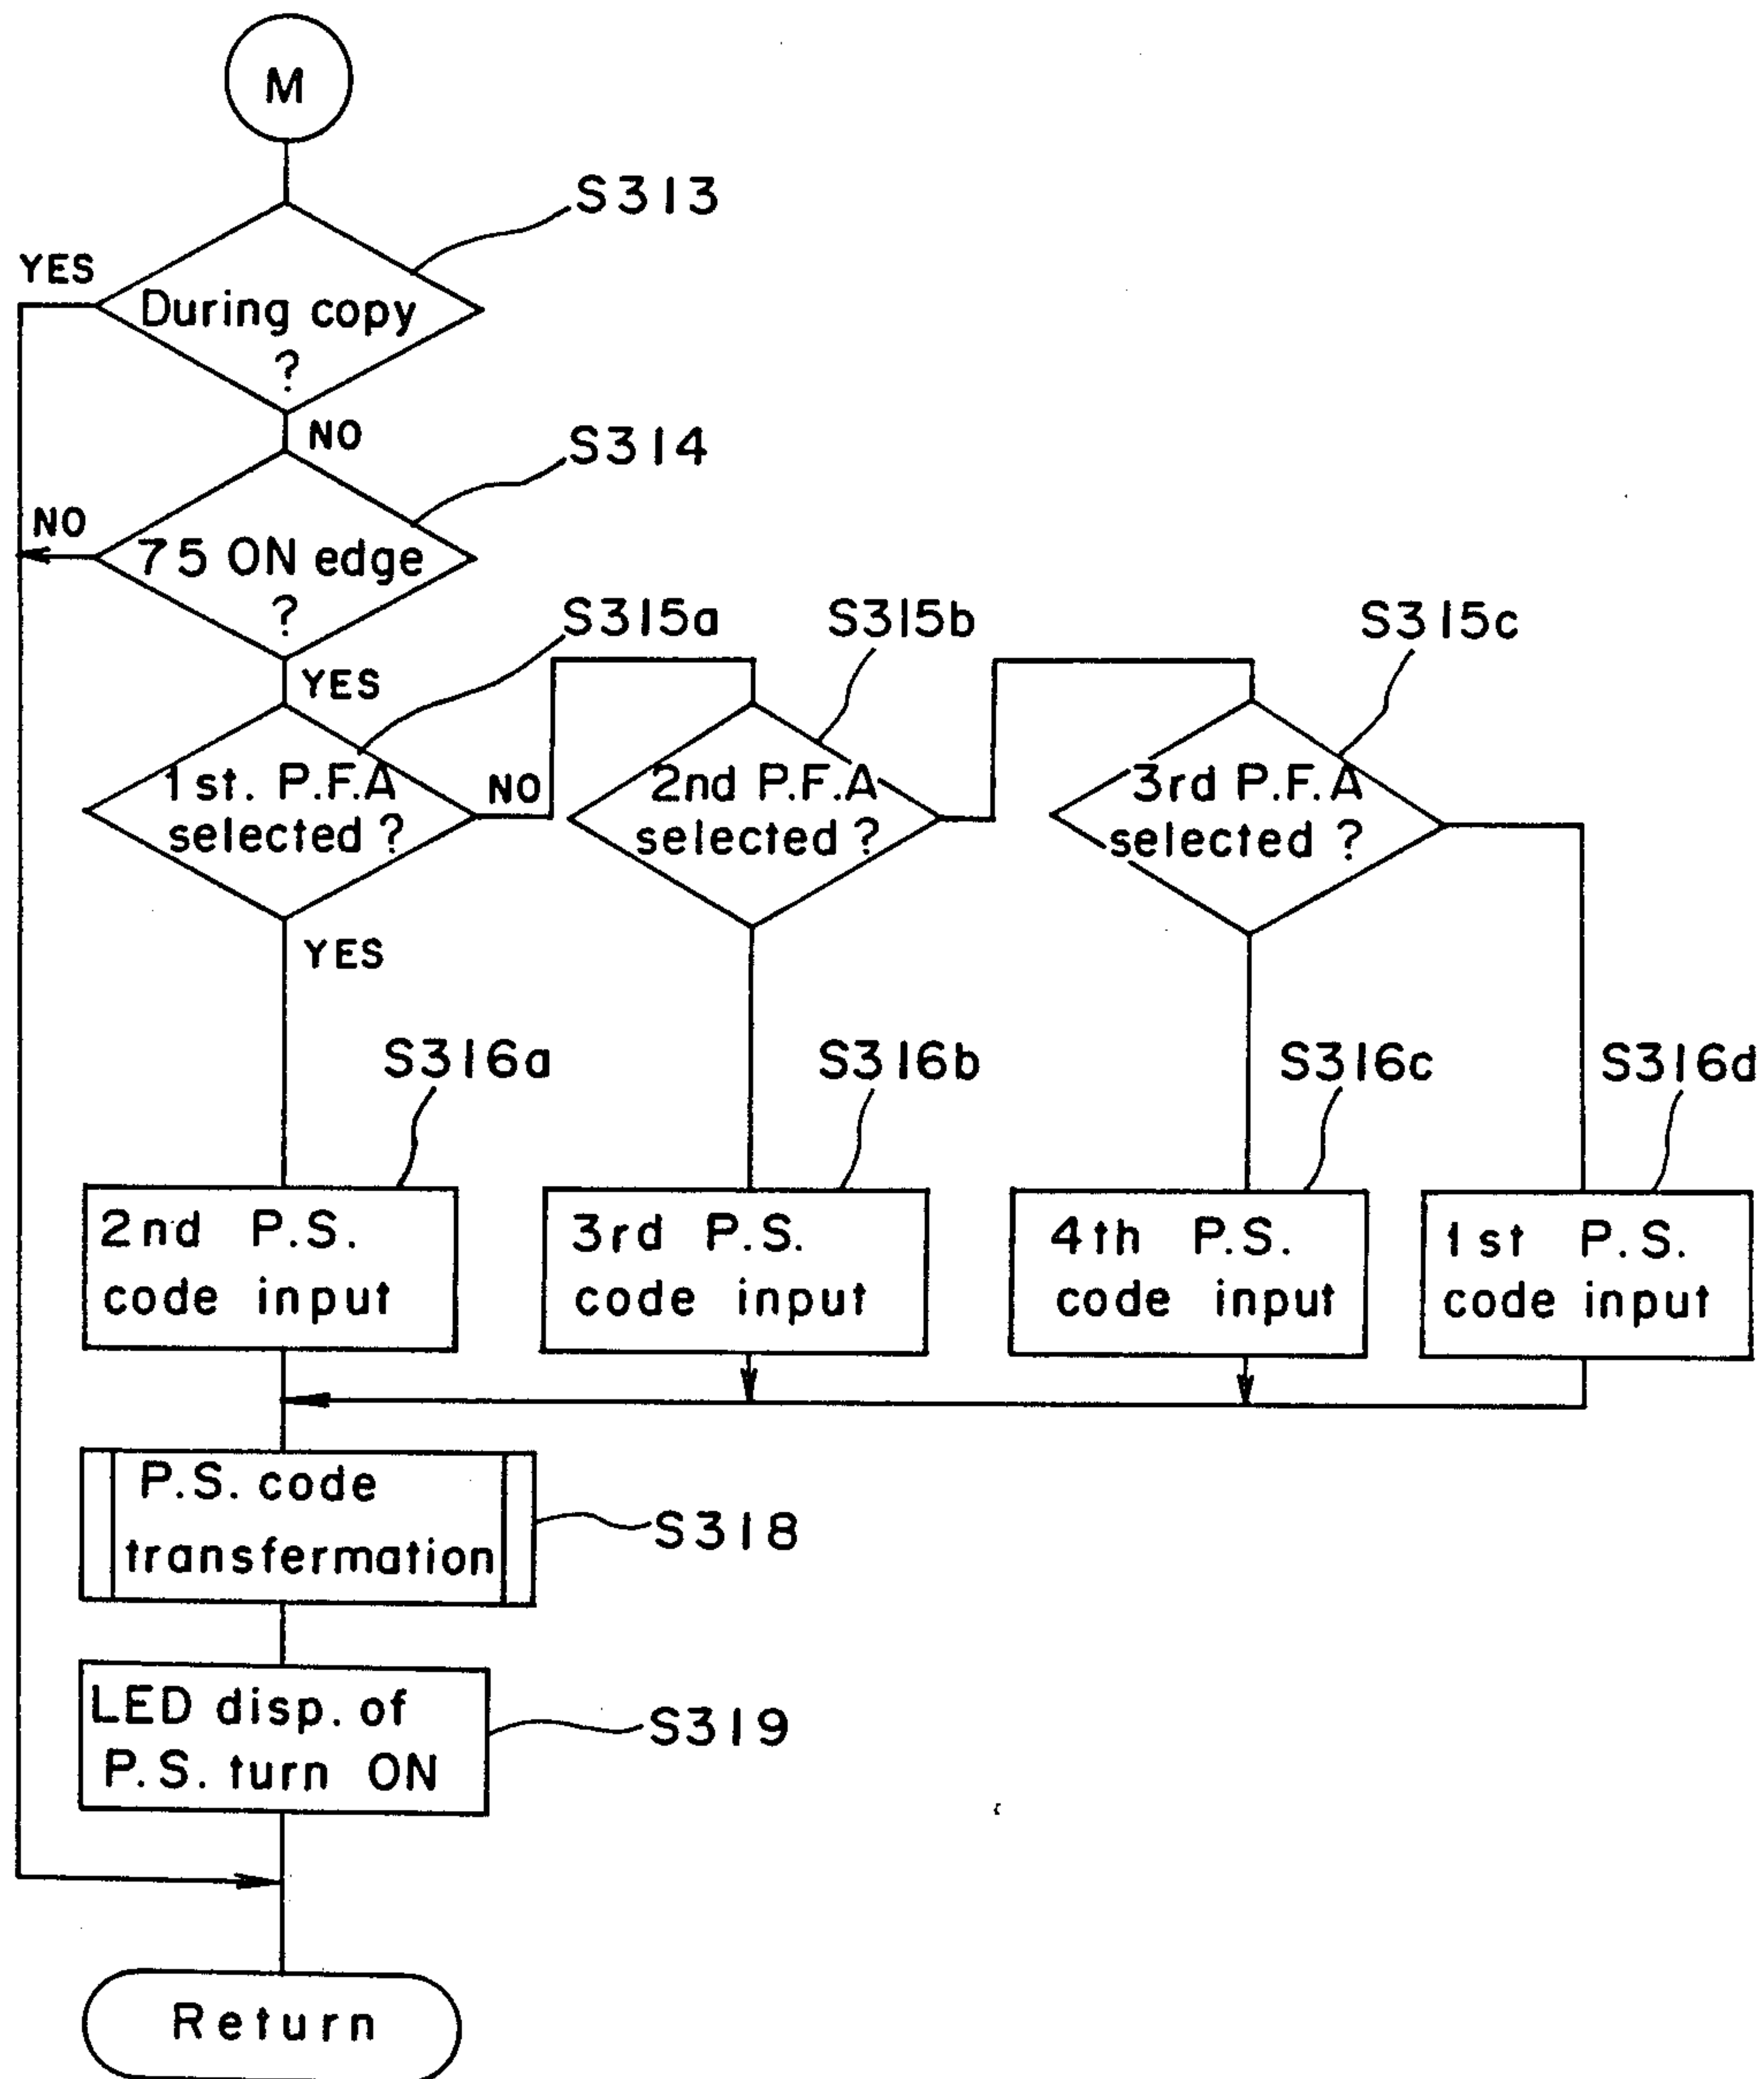 M
S313
YES
During copy
?
NO
S314
NO
75 ON edge
?
YES
S315a
S315b
S315c
1st. P.F.A
selected ?
NO
2nd P.F.A
selected ?
3rd P.F.A
selected ?
YES
S316a
S316b
S316c
S316d
2nd P.S.
code input
3rd P.S.
code input
4th P.S.
code input
1st P.S.
code input
P.S. code
transfermation
S318
LED disp. of
P.S. turn ON
S319
Return